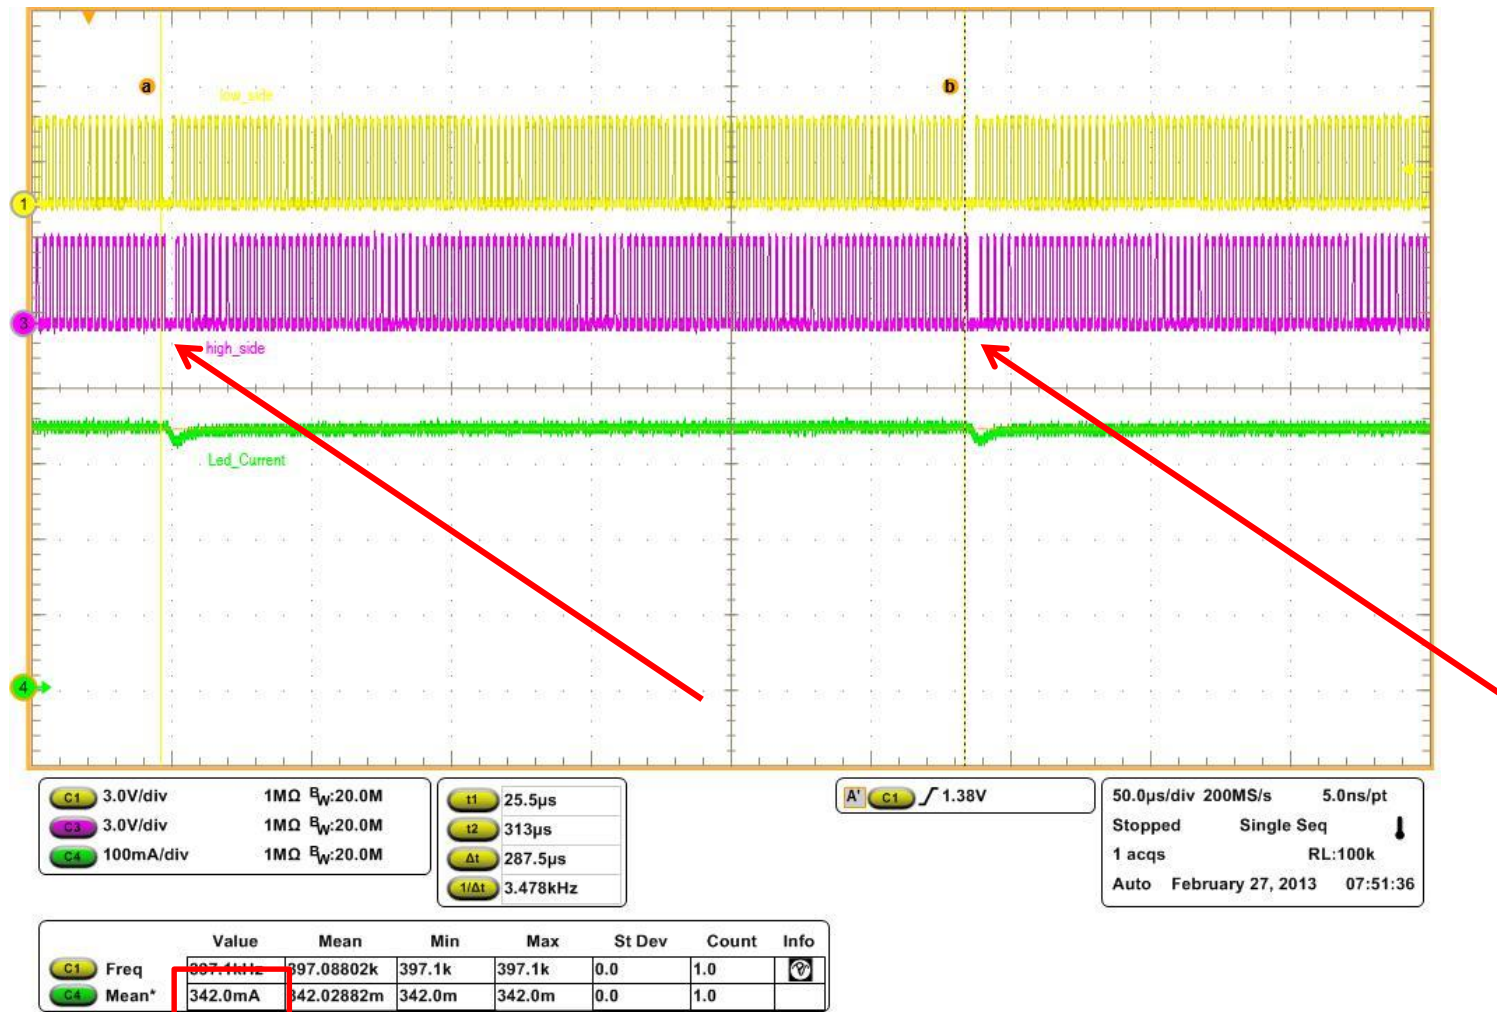 a
b
low_side
1
3
high_side
Led_Current
4
C1 3.0V/div 1MΩ BW:20.0M
C3 3.0V/div 1MΩ BW:20.0M
C4 100mA/div 1MΩ BW:20.0M
t1 25.5µs
t2 313µs
Δt 287.5µs
1/Δt 3.478kHz
A' C1 1.38V
50.0µs/div 200MS/s 5.0ns/pt
Stopped Single Seq
1 acqs RL:100k
Auto February 27, 2013 07:51:36
Value Mean Min Max St Dev Count Info
C1 Freq 397.1kHz 397.08802k 397.1k 397.1k 0.0 1.0
C4 Mean* 342.0mA 342.02882m 342.0m 342.0m 0.0 1.0